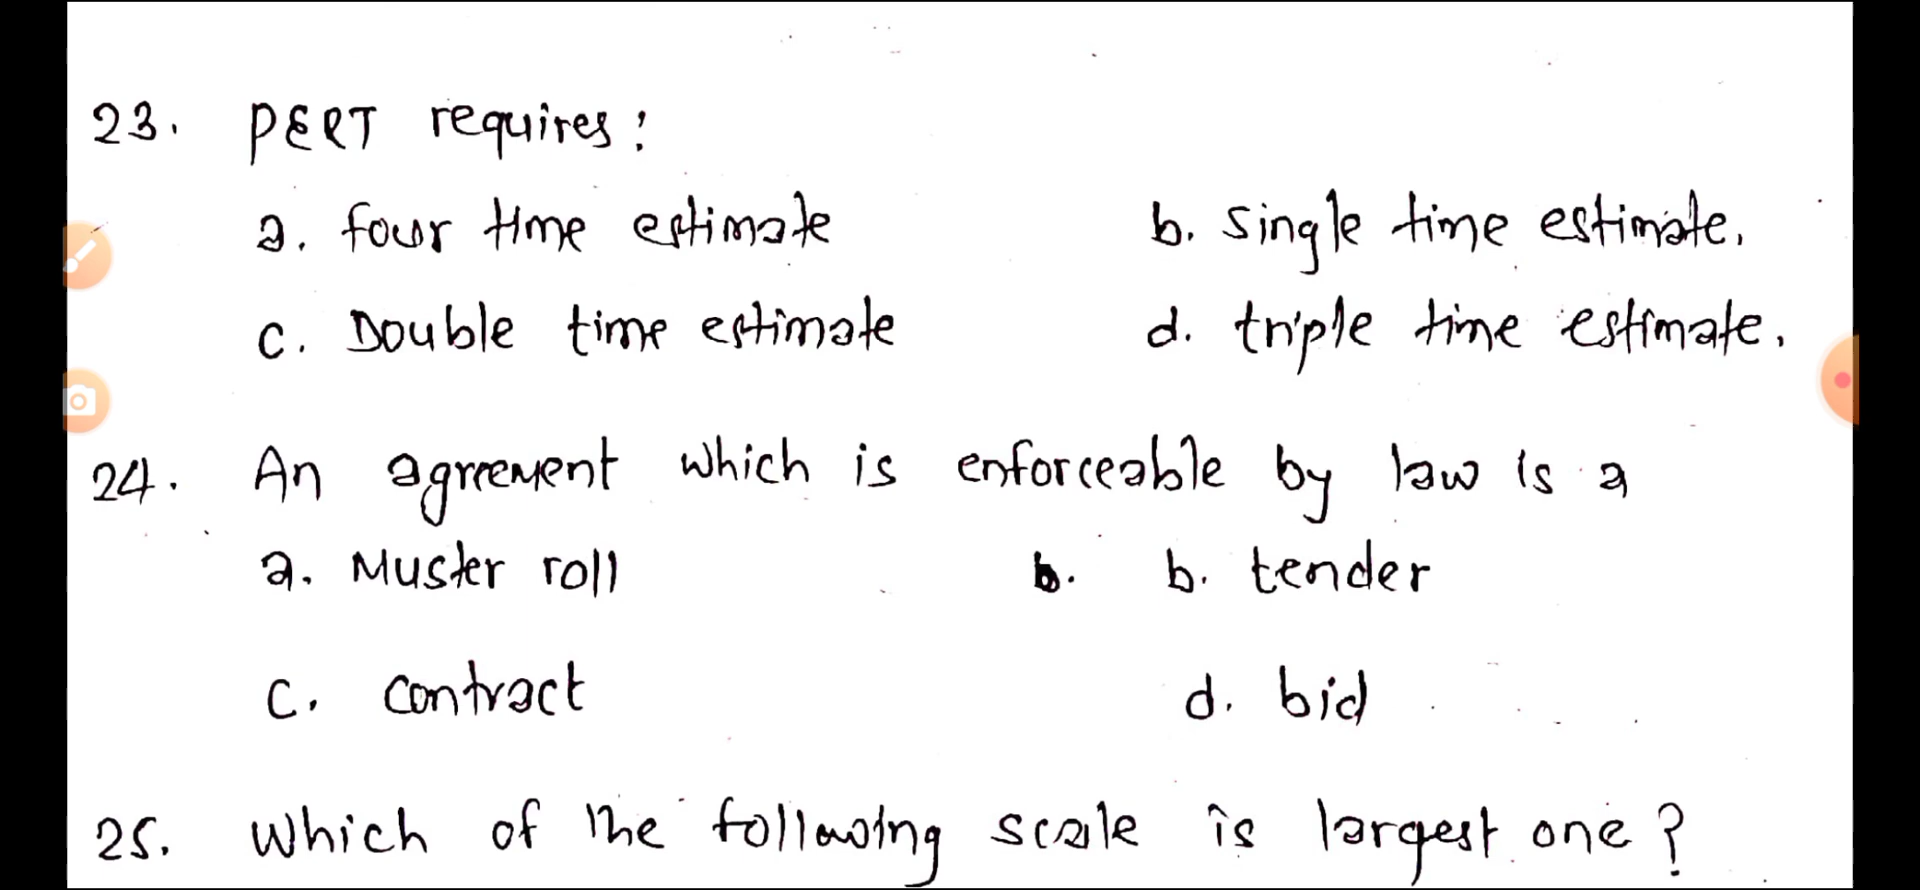 23. PERT requires:
a. four time estimate b. single time estimate.
c. Double time estimate d. triple time estimate.
24. An agreement which is enforceable by law is a
a. Muster roll b. b. tender
c. contract d. bid
25. Which of the following scale is largest one?